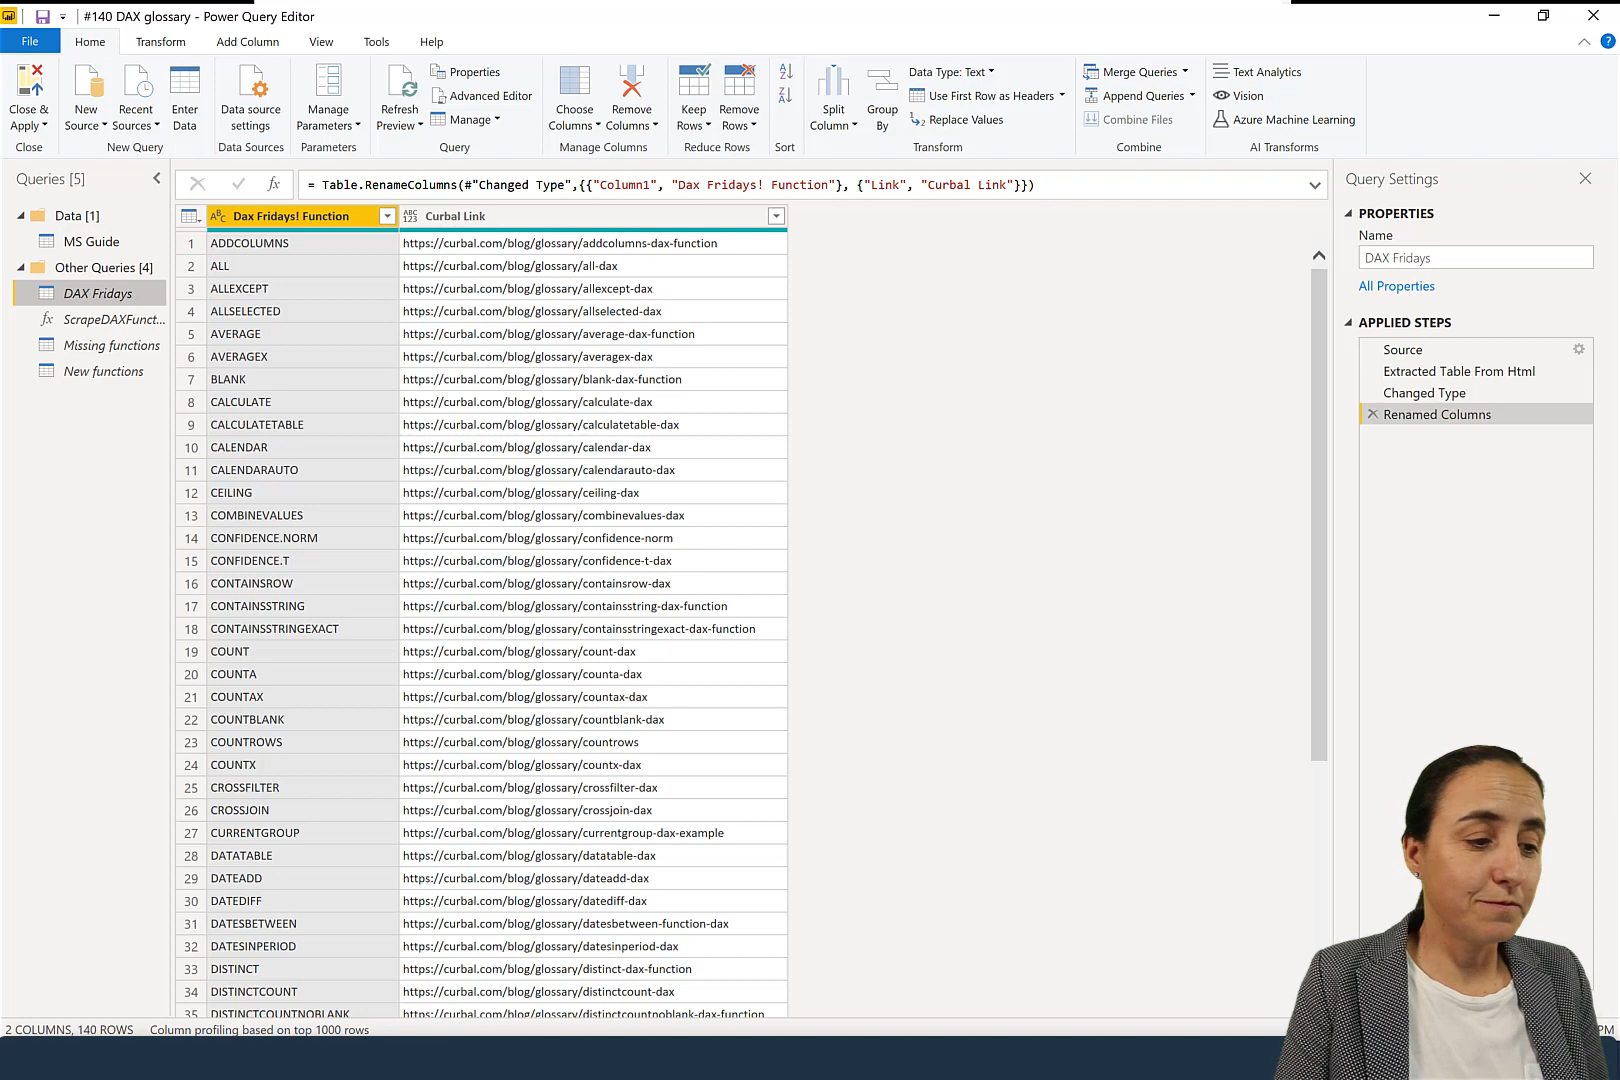 #140 DAX glossary - Power Query Editor
File Home Transform Add Column View Tools Help
Close & Apply
New Source
Recent Sources
Enter Data
Data source settings
Manage Parameters
Refresh Preview
Properties
Advanced Editor
Manage
Choose Columns
Remove Columns
Keep Rows
Remove Rows
Split Column
Group By
Data Type: Text
Use First Row as Headers
Replace Values
Merge Queries
Append Queries
Combine Files
Text Analytics
Vision
Azure Machine Learning
Close New Query Data Sources Parameters Query Manage Columns Reduce Rows Sort Transform Combine AI Transforms
Queries [5]
Data [1]
MS Guide
Other Queries [4]
DAX Fridays
ScrapeDAXFunct...
Missing functions
New functions
= Table.RenameColumns(#"Changed Type",{{"Column1", "Dax Fridays! Function"}, {"Link", "Curbal Link"}})
Dax Fridays! Function Curbal Link
1 ADDCOLUMNS https://curbal.com/blog/glossary/addcolumns-dax-function
2 ALL https://curbal.com/blog/glossary/all-dax
3 ALLEXCEPT https://curbal.com/blog/glossary/allexcept-dax
4 ALLSELECTED https://curbal.com/blog/glossary/allselected-dax
5 AVERAGE https://curbal.com/blog/glossary/average-dax-function
6 AVERAGEX https://curbal.com/blog/glossary/averagex-dax
7 BLANK https://curbal.com/blog/glossary/blank-dax-function
8 CALCULATE https://curbal.com/blog/glossary/calculate-dax
9 CALCULATETABLE https://curbal.com/blog/glossary/calculatetable-dax
10 CALENDAR https://curbal.com/blog/glossary/calendar-dax
11 CALENDARAUTO https://curbal.com/blog/glossary/calendarauto-dax
12 CEILING https://curbal.com/blog/glossary/ceiling-dax
13 COMBINEVALUES https://curbal.com/blog/glossary/combinevalues-dax
14 CONFIDENCE.NORM https://curbal.com/blog/glossary/confidence-norm
15 CONFIDENCE.T https://curbal.com/blog/glossary/confidence-t-dax
16 CONTAINSROW https://curbal.com/blog/glossary/containsrow-dax
17 CONTAINSSTRING https://curbal.com/blog/glossary/containsstring-dax-function
18 CONTAINSSTRINGEXACT https://curbal.com/blog/glossary/containsstringexact-dax-function
19 COUNT https://curbal.com/blog/glossary/count-dax
20 COUNTA https://curbal.com/blog/glossary/counta-dax
21 COUNTAX https://curbal.com/blog/glossary/countax-dax
22 COUNTBLANK https://curbal.com/blog/glossary/countblank-dax
23 COUNTROWS https://curbal.com/blog/glossary/countrows
24 COUNTX https://curbal.com/blog/glossary/countx-dax
25 CROSSFILTER https://curbal.com/blog/glossary/crossfilter-dax
26 CROSSJOIN https://curbal.com/blog/glossary/crossjoin-dax
27 CURRENTGROUP https://curbal.com/blog/glossary/currentgroup-dax-example
28 DATATABLE https://curbal.com/blog/glossary/datatable-dax
29 DATEADD https://curbal.com/blog/glossary/dateadd-dax
30 DATEDIFF https://curbal.com/blog/glossary/datediff-dax
31 DATESBETWEEN https://curbal.com/blog/glossary/datesbetween-function-dax
32 DATESINPERIOD https://curbal.com/blog/glossary/datesinperiod-dax
33 DISTINCT https://curbal.com/blog/glossary/distinct-dax-function
34 DISTINCTCOUNT https://curbal.com/blog/glossary/distinctcount-dax
35 DISTINCTCOUNTNOBLANK https://curbal.com/blog/glossary/distinctcountnoblank-dax-function
Query Settings
PROPERTIES
Name
DAX Fridays
All Properties
APPLIED STEPS
Source
Extracted Table From Html
Changed Type
Renamed Columns
2 COLUMNS, 140 ROWS Column profiling based on top 1000 rows
PM